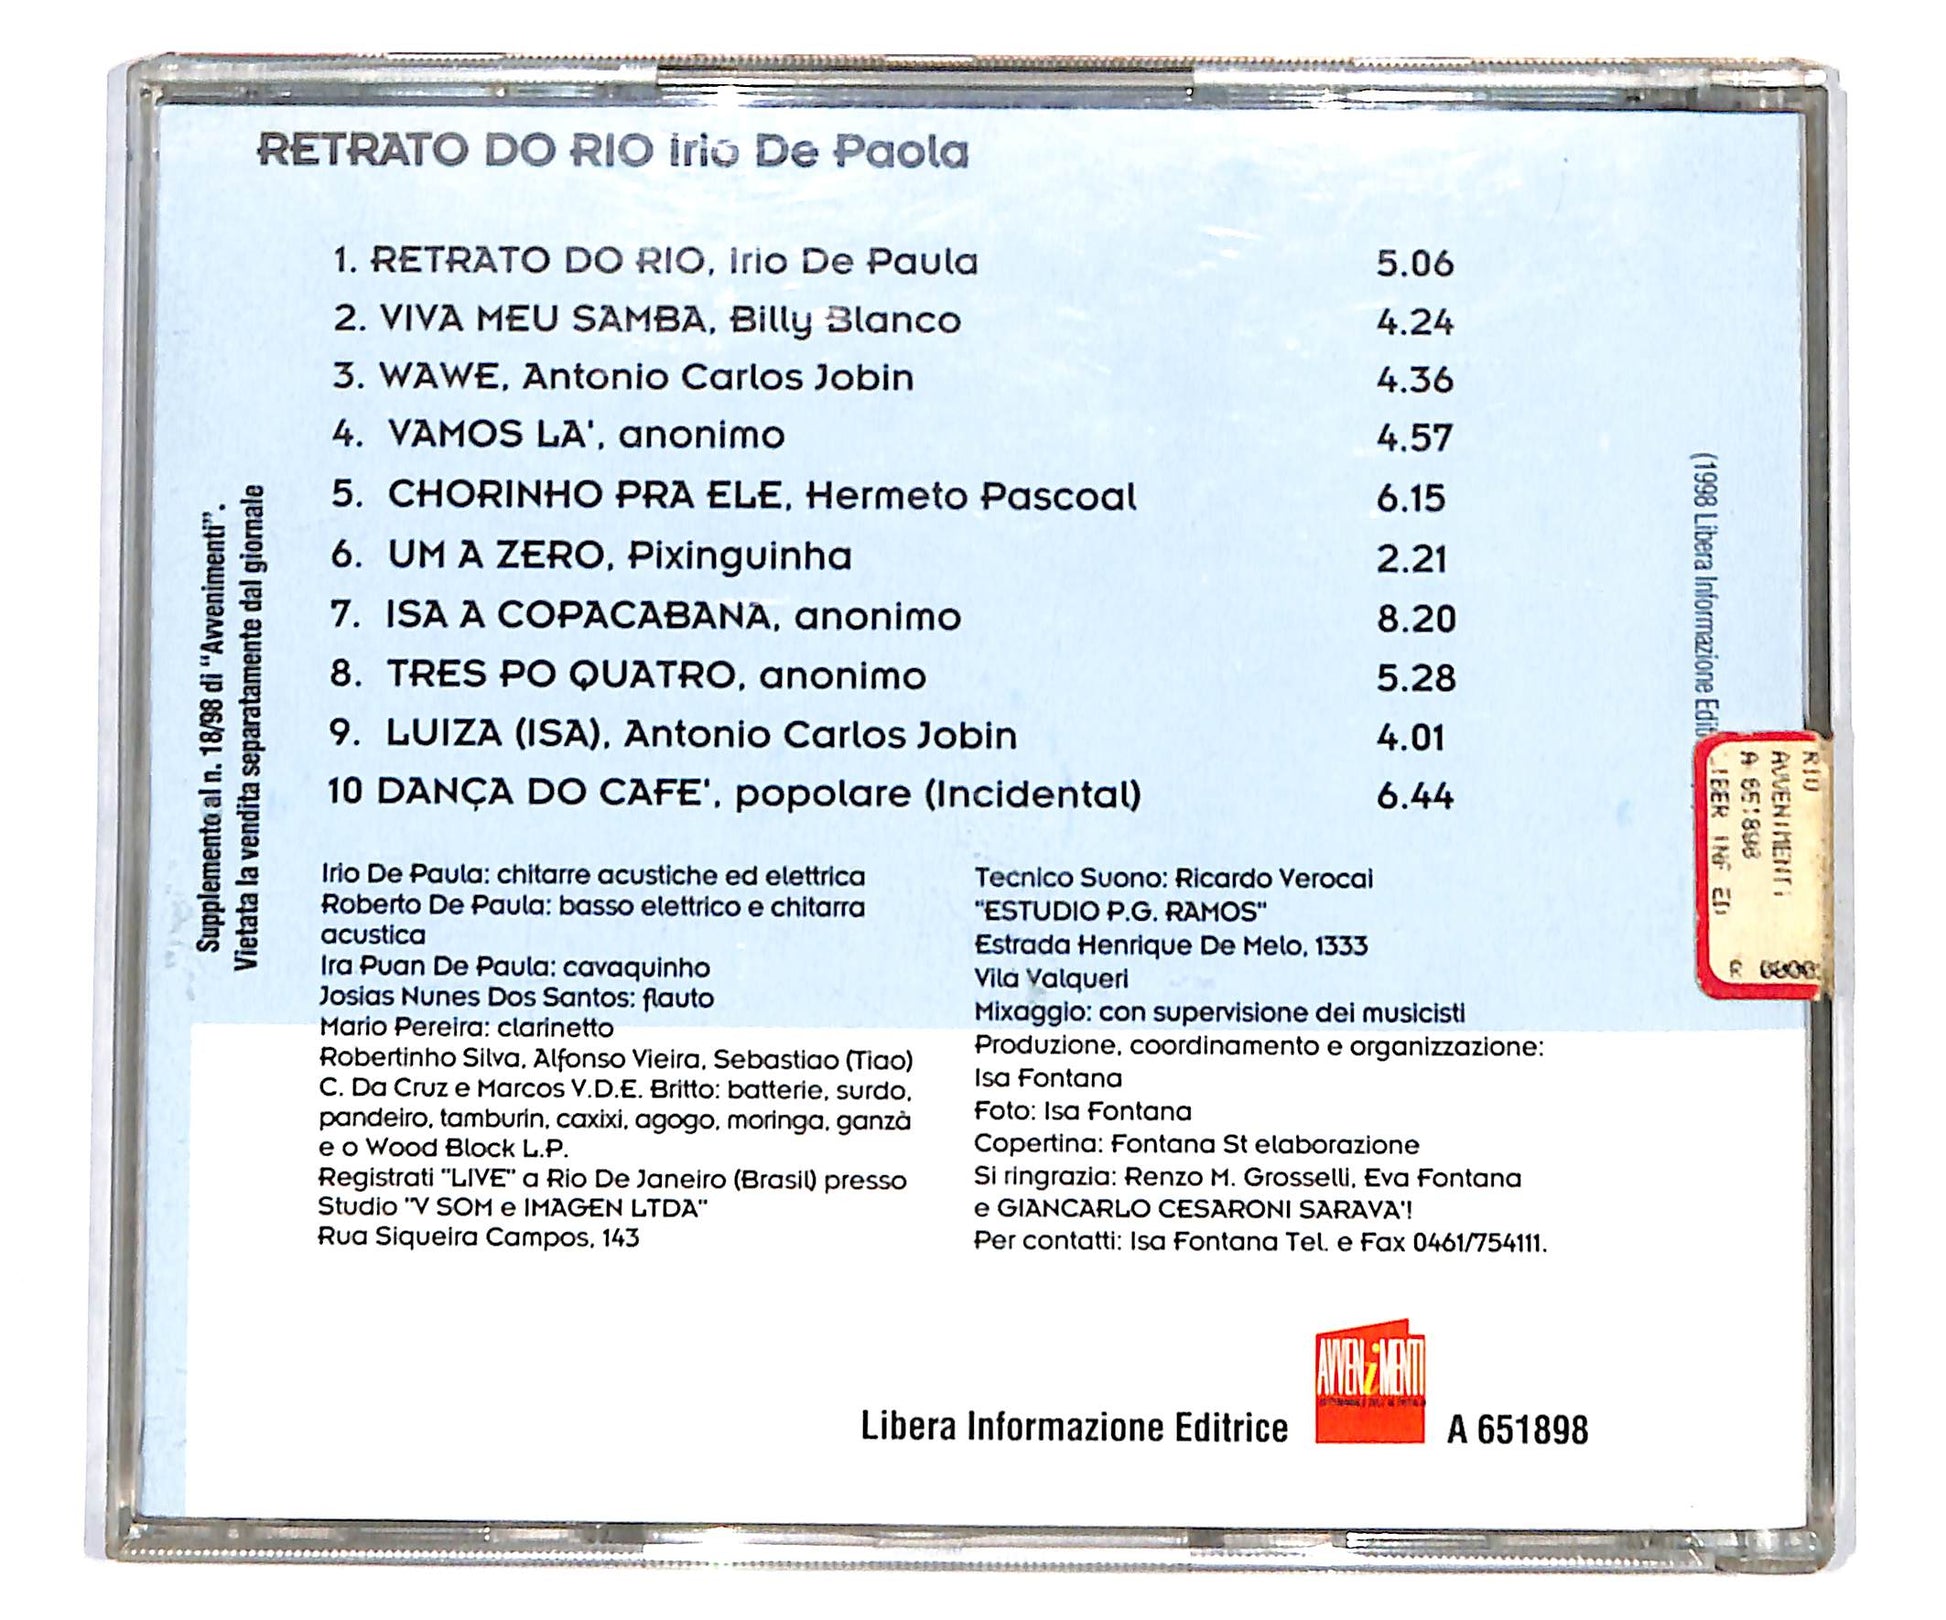 RETRATO DO RIO Irio De Paola
1. RETRATO DO RIO, Irio De Paula 5.06
2. VIVA MEU SAMBA, Billy Blanco 4.24
3. WAWE, Antonio Carlos Jobin 4.36
4. VAMOS LA', anonimo 4.57
5. CHORINHO PRA ELE, Hermeto Pascoal 6.15
6. UM A ZERO, Pixinguinha 2.21
7. ISA A COPACABANA, anonimo 8.20
8. TRES PO QUATRO, anonimo 5.28
9. LUIZA (ISA), Antonio Carlos Jobin 4.01
10 DANÇA DO CAFE', popolare (Incidental) 6.44
Irio De Paula: chitarre acustiche ed elettrica
Roberto De Paula: basso elettrico e chitarra
acustica
Ira Puan De Paula: cavaquinho
Josias Nunes Dos Santos: flauto
Mario Pereira: clarinetto
Robertinho Silva, Alfonso Vieira, Sebastiao (Tiao)
C. Da Cruz e Marcos V.D.E. Britto: batterie, surdo,
pandeiro, tamburin, caxixi, agogo, moringa, ganzà
e o Wood Block L.P.
Registrati "LIVE" a Rio De Janeiro (Brasil) presso
Studio "V SOM e IMAGEN LTDA"
Rua Siqueira Campos, 143
Tecnico Suono: Ricardo Verocai
"ESTUDIO P.G. RAMOS"
Estrada Henrique De Melo, 1333
Vila Valqueri
Mixaggio: con supervisione dei musicisti
Produzione, coordinamento e organizzazione:
Isa Fontana
Foto: Isa Fontana
Copertina: Fontana St elaborazione
Si ringrazia: Renzo M. Grosselli, Eva Fontana
e GIANCARLO CESARONI SARAVA'!
Per contatti: Isa Fontana Tel. e Fax 0461/754111.
Supplemento al n. 18/98 di "Avvenimenti".
Vietata la vendita separatamente dal giornale
(1998 Libera Informazione Edit
RIO
AVVENIMENTI
A 651898
LIBER INF ED
R
Libera Informazione Editrice
AVVENiMENTI
A 651898